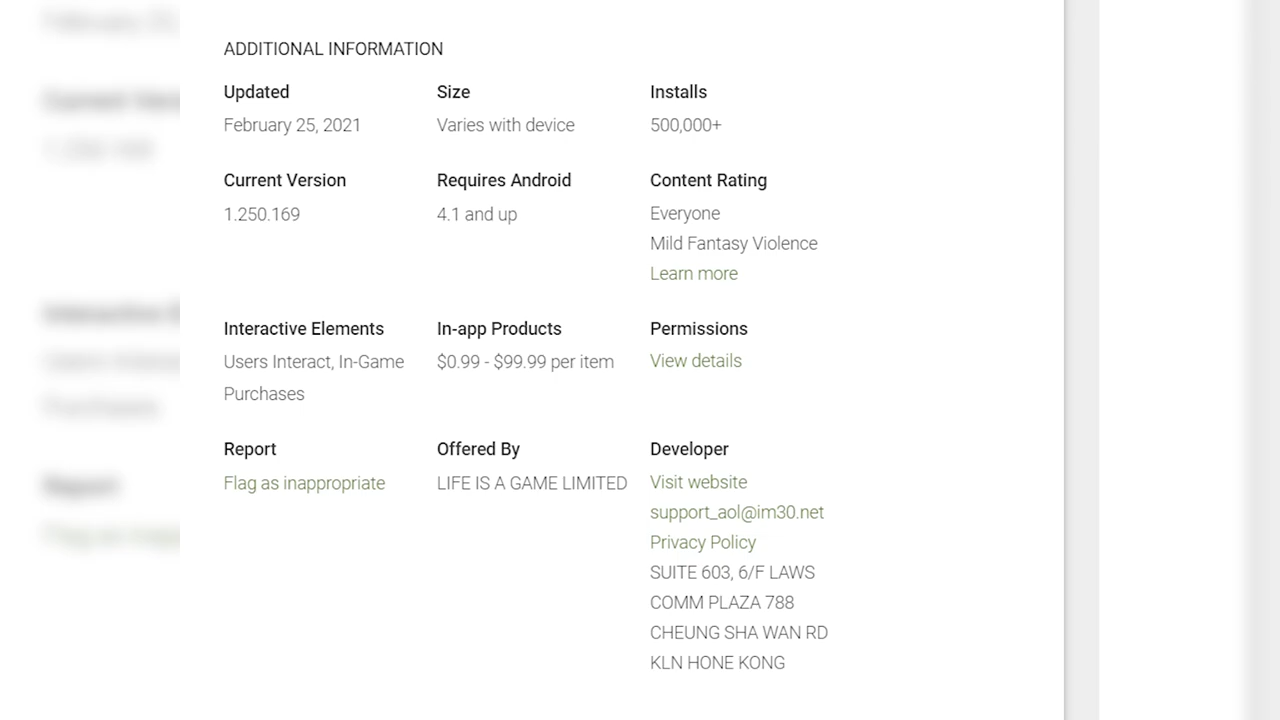 ADDITIONAL INFORMATION
Updated
February 25, 2021
Size
Varies with device
Installs
500,000+
Current Version
1.250.169
Requires Android
4.1 and up
Content Rating
Everyone
Mild Fantasy Violence
Learn more
Interactive Elements
Users Interact, In-Game
Purchases
In-app Products
$0.99 - $99.99 per item
Permissions
View details
Report
Flag as inappropriate
Offered By
LIFE IS A GAME LIMITED
Developer
Visit website
support_aol@im30.net
Privacy Policy
SUITE 603, 6/F LAWS
COMM PLAZA 788
CHEUNG SHA WAN RD
KLN HONE KONG